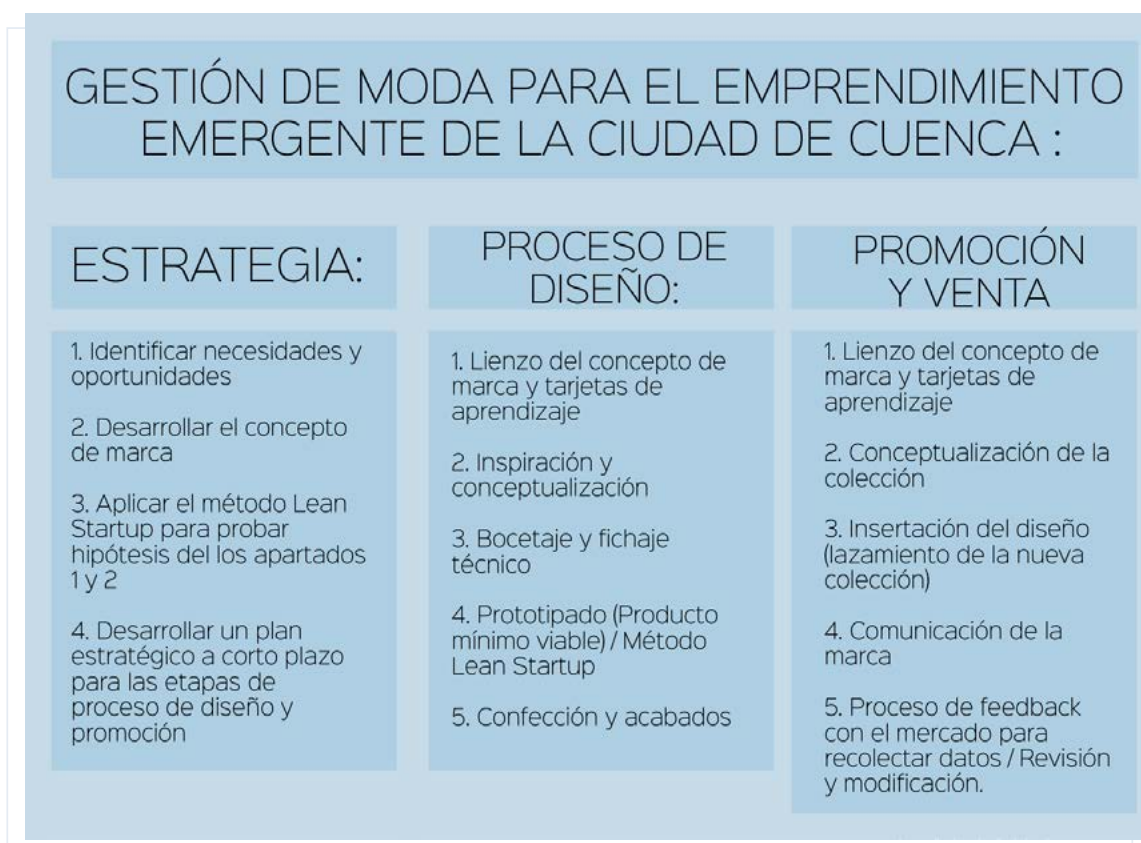 GESTIÓN DE MODA PARA EL EMPRENDIMIENTO
EMERGENTE DE LA CIUDAD DE CUENCA :
ESTRATEGIA:
1. Identificar necesidades y
oportunidades
2. Desarrollar el concepto
de marca
3. Aplicar el método Lean
Startup para probar
hipótesis del los apartados
1 y 2
4. Desarrollar un plan
estratégico a corto plazo
para las etapas de
proceso de diseño y
promoción
PROCESO DE
DISEÑO:
1. Lienzo del concepto de
marca y tarjetas de
aprendizaje
2. Inspiración y
conceptualización
3. Bocetaje y fichaje
técnico
4. Prototipado (Producto
mínimo viable) / Método
Lean Startup
5. Confección y acabados
PROMOCIÓN
Y VENTA
1. Lienzo del concepto de
marca y tarjetas de
aprendizaje
2. Conceptualización de la
colección
3. Insertación del diseño
(lazamiento de la nueva
colección)
4. Comunicación de la
marca
5. Proceso de feedback
con el mercado para
recolectar datos / Revisión
y modificación.